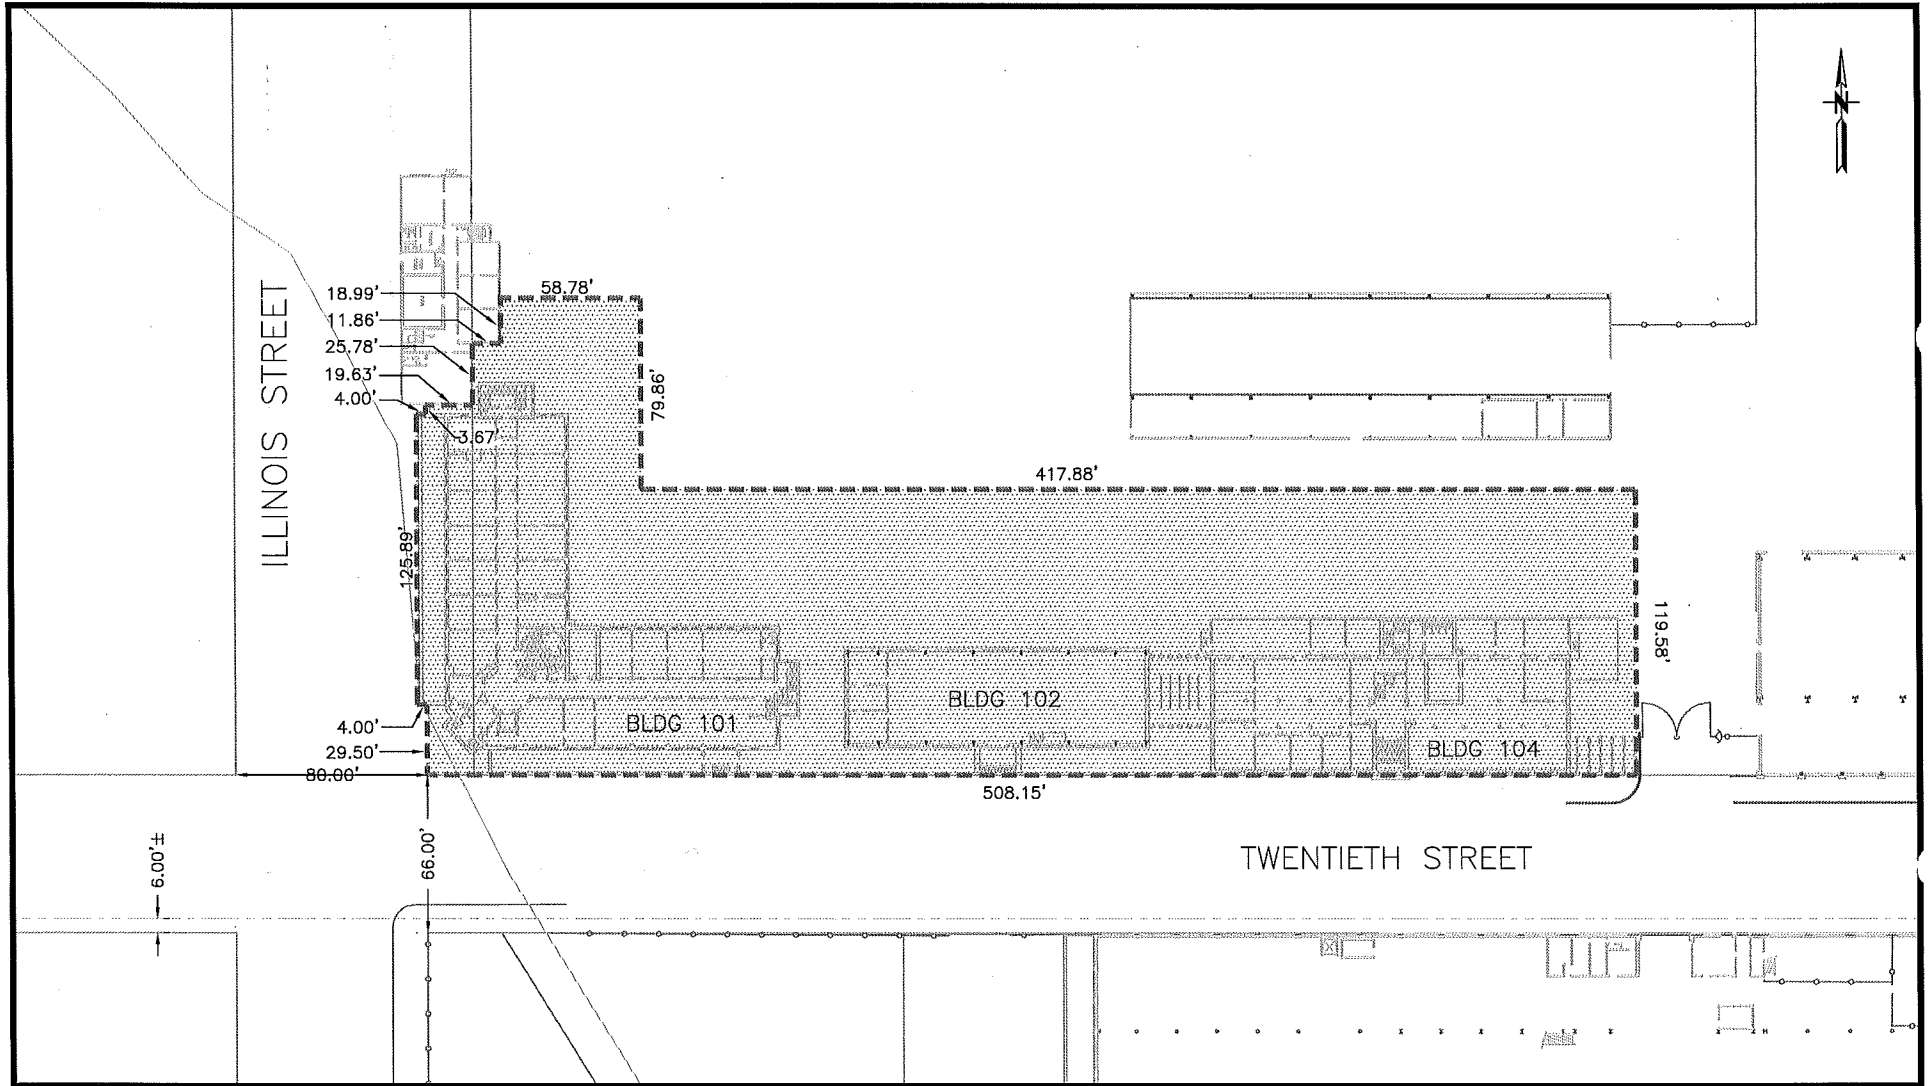 N
58.78'
18.99'
11.86'
25.78'
19.63'
4.00'
3.67'
79.86'
ILLINOIS STREET
417.88'
125.89'
119.58'
BLDG 101
BLDG 102
BLDG 104
4.00'
29.50'
80.00'
508.15'
66.00'
6.00'±
TWENTIETH STREET